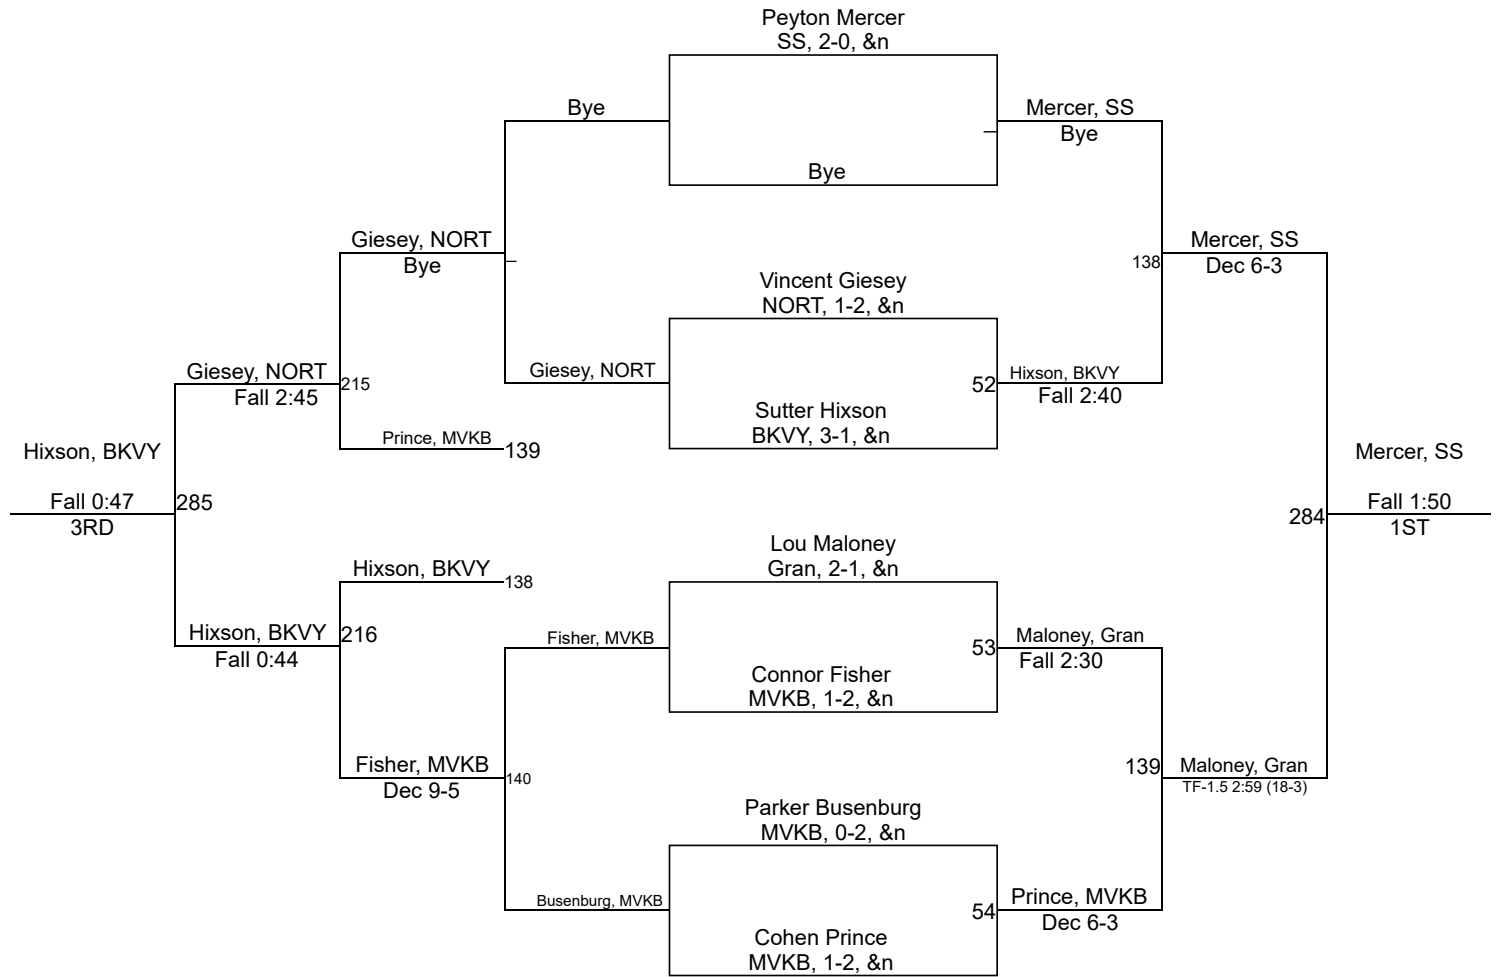 Peyton Mercer
SS, 2-0, &n
Bye
Mercer, SS
Bye
Bye
Giesey, NORT
Bye
Mercer, SS
138
Dec 6-3
Vincent Giesey
NORT, 1-2, &n
Giesey, NORT
215
Fall 2:45
Giesey, NORT
52
Hixson, BKVY
Fall 2:40
Sutter Hixson
BKVY, 3-1, &n
Prince, MVKB
139
Hixson, BKVY
Fall 0:47
285
3RD
Mercer, SS
284
Fall 1:50
1ST
Lou Maloney
Gran, 2-1, &n
Hixson, BKVY
138
Hixson, BKVY
216
Fall 0:44
Fisher, MVKB
53
Maloney, Gran
Fall 2:30
Connor Fisher
MVKB, 1-2, &n
Fisher, MVKB
140
Dec 9-5
139
Maloney, Gran
TF-1.5 2:59 (18-3)
Parker Busenburg
MVKB, 0-2, &n
Busenburg, MVKB
54
Prince, MVKB
Dec 6-3
Cohen Prince
MVKB, 1-2, &n